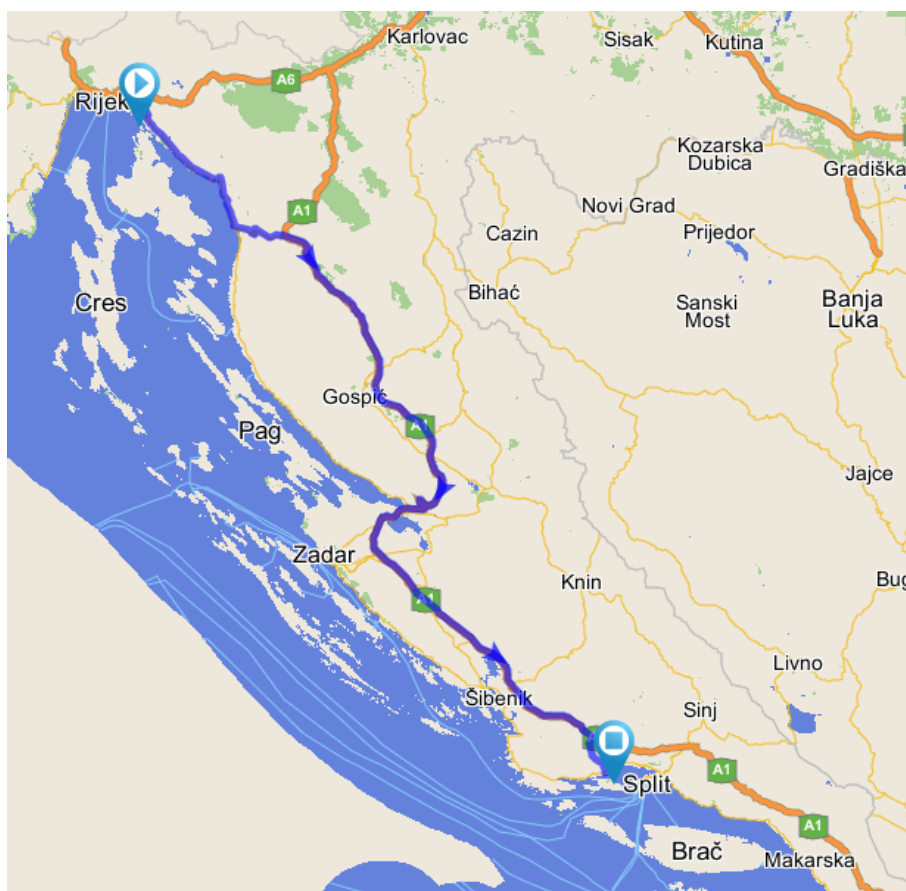 Karlovac
Sisak
Kutina
A6
Rijek
Kozarska
Dubica
Gradiška
Novi Grad
A1
Cazin
Prijedor
Bihać
Cres
Sanski
Most
Banja
Luka
Gospić
A1
Pag
Jajce
Zadar
Knin
Bug
A1
Livno
Šibenik
Sinj
A1
Split
A1
Brač
Makarska